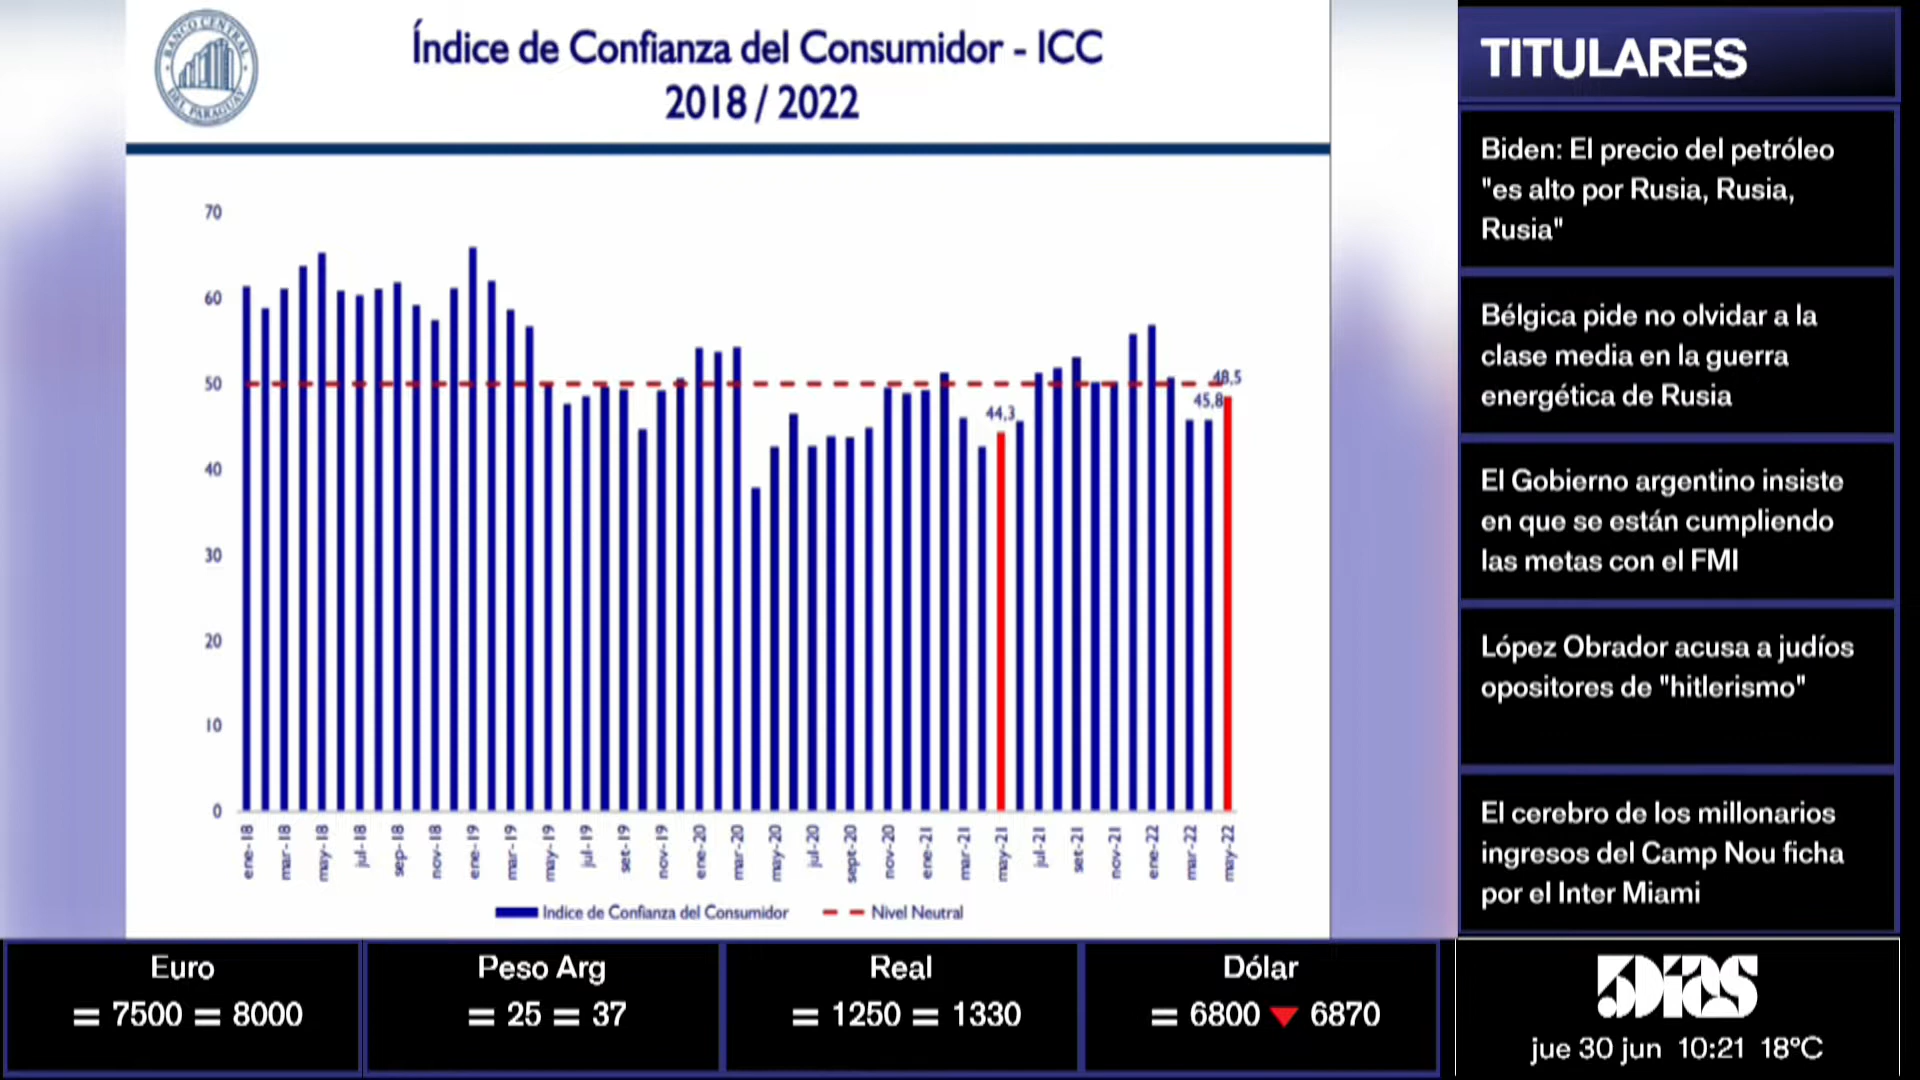 BANCO CENTRAL
DEL PARAGUAY
Índice de Confianza del Consumidor - ICC
2018 / 2022
70
60
50
40
30
20
10
0
44,3
45,8
48,5
ene-18
mar-18
may-18
jul-18
sep-18
nov-18
ene-19
mar-19
may-19
jul-19
set-19
nov-19
ene-20
mar-20
may-20
jul-20
sept-20
nov-20
ene-21
mar-21
may-21
jul-21
set-21
nov-21
ene-22
mar-22
may-22
Indice de Confianza del Consumidor
Nivel Neutral
TITULARES
Biden: El precio del petróleo
"es alto por Rusia, Rusia,
Rusia"
Bélgica pide no olvidar a la
clase media en la guerra
energética de Rusia
El Gobierno argentino insiste
en que se están cumpliendo
las metas con el FMI
López Obrador acusa a judíos
opositores de "hitlerismo"
El cerebro de los millonarios
ingresos del Camp Nou ficha
por el Inter Miami
Euro
= 7500 = 8000
Peso Arg
= 25 = 37
Real
= 1250 = 1330
Dólar
= 6800 ▼ 6870
5Días
jue 30 jun 10:21 18°C